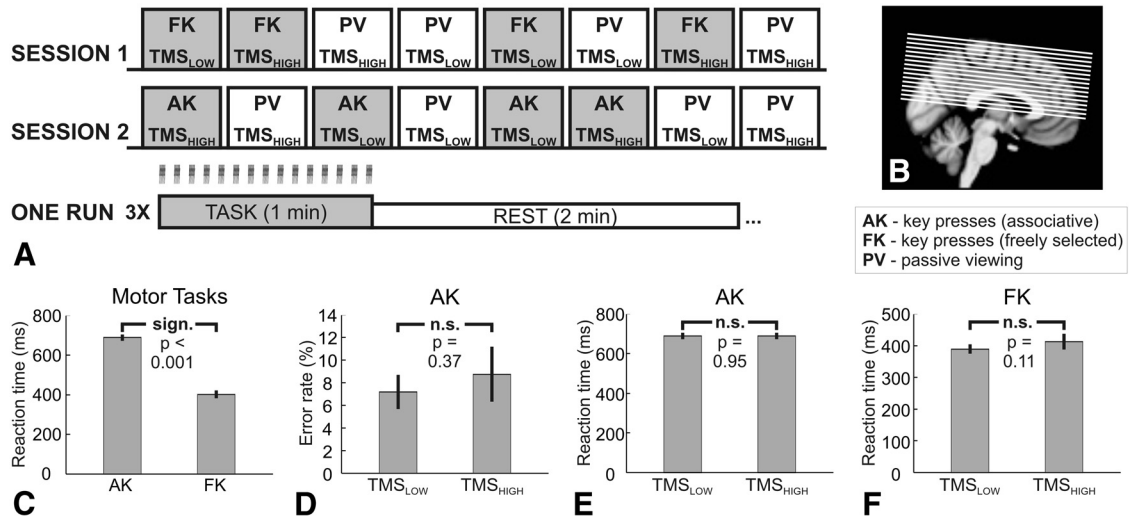 FK FK PV PV FK PV FK PV
SESSION 1 TMSLOW TMSHIGH TMSHIGH TMSLOW TMSLOW TMSLOW TMSHIGH TMSHIGH
AK PV AK PV AK AK PV PV
SESSION 2 TMSHIGH TMSHIGH TMSLOW TMSLOW TMSLOW TMSHIGH TMSLOW TMSHIGH
ONE RUN 3X TASK (1 min) REST (2 min) ...
A
B
AK - key presses (associative)
FK - key presses (freely selected)
PV - passive viewing
Motor Tasks
Reaction time (ms)
800
600
400
200
0
sign.
p <
0.001
AK FK
C
AK
Error rate (%)
14
12
10
8
6
4
2
0
n.s.
p =
0.37
TMSLOW TMSHIGH
D
AK
Reaction time (ms)
800
600
400
200
0
n.s.
p =
0.95
TMSLOW TMSHIGH
E
FK
Reaction time (ms)
500
400
300
200
100
0
n.s.
p =
0.11
TMSLOW TMSHIGH
F